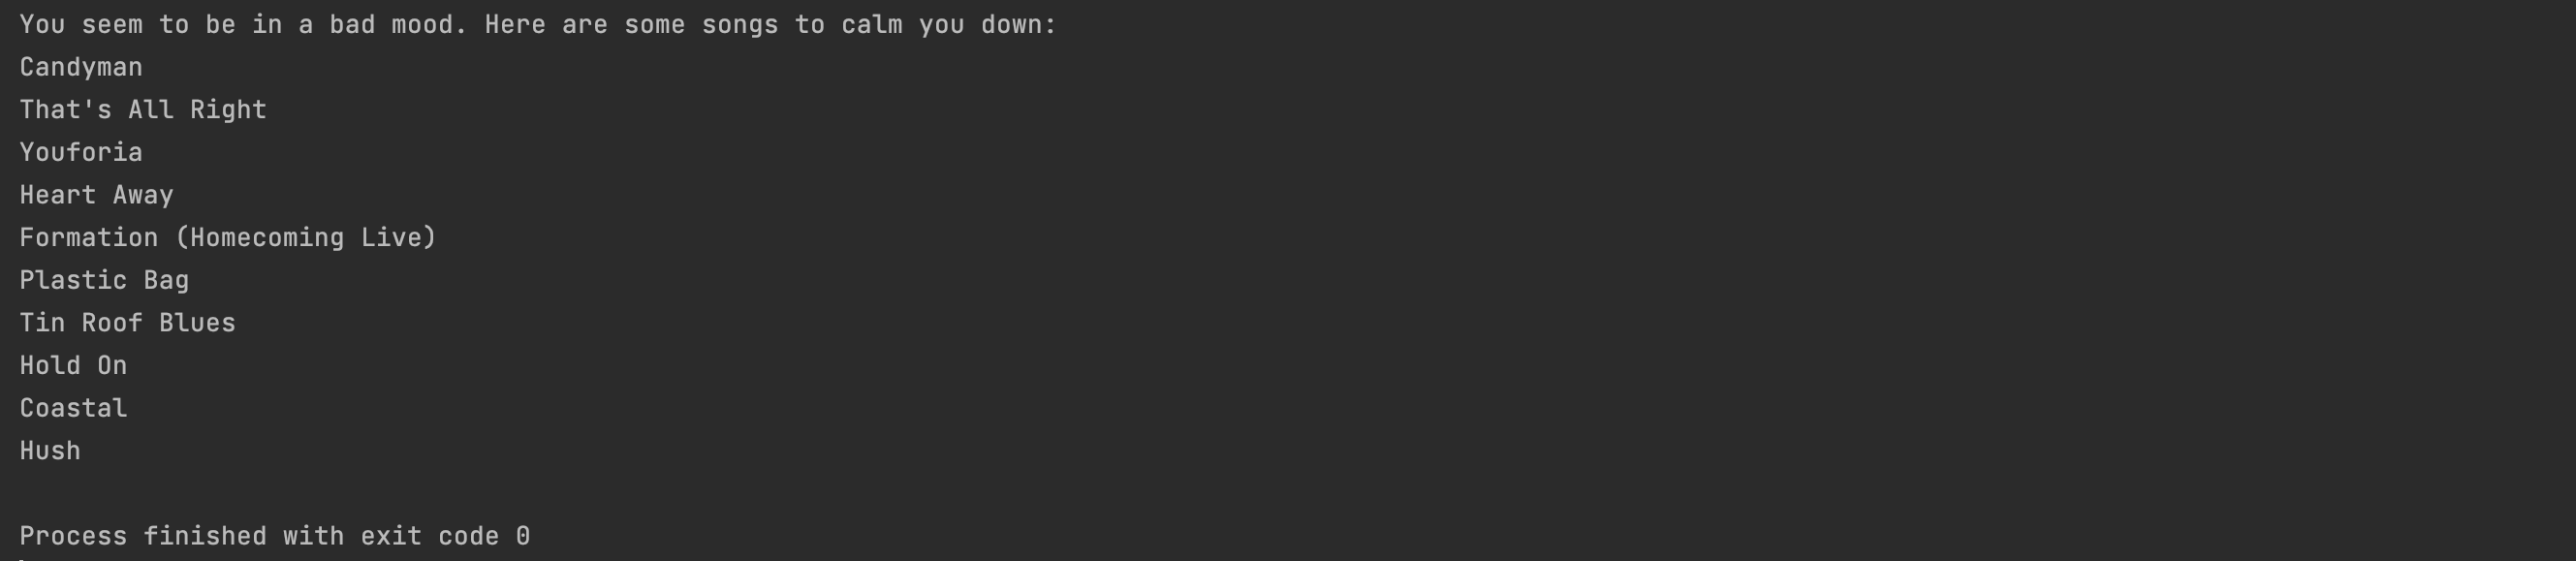 You seem to be in a bad mood. Here are some songs to calm you down:
Candyman
That's All Right
Youforia
Heart Away
Formation (Homecoming Live)
Plastic Bag
Tin Roof Blues
Hold On
Coastal
Hush
Process finished with exit code 0